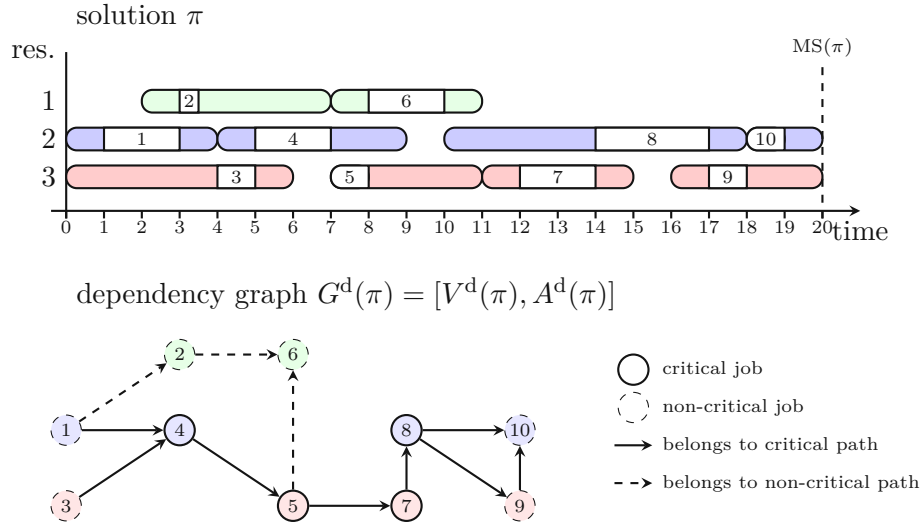 solution π
res.
MS(π)
1
2
6
2
1
4
8
10
3
3
5
7
9
0 1 2 3 4 5 6 7 8 9 10 11 12 13 14 15 16 17 18 19 20
time
dependency graph Gᵈ(π) = [Vᵈ(π), Aᵈ(π)]
2
6
1
4
8
10
3
5
7
9
critical job
non-critical job
belongs to critical path
belongs to non-critical path